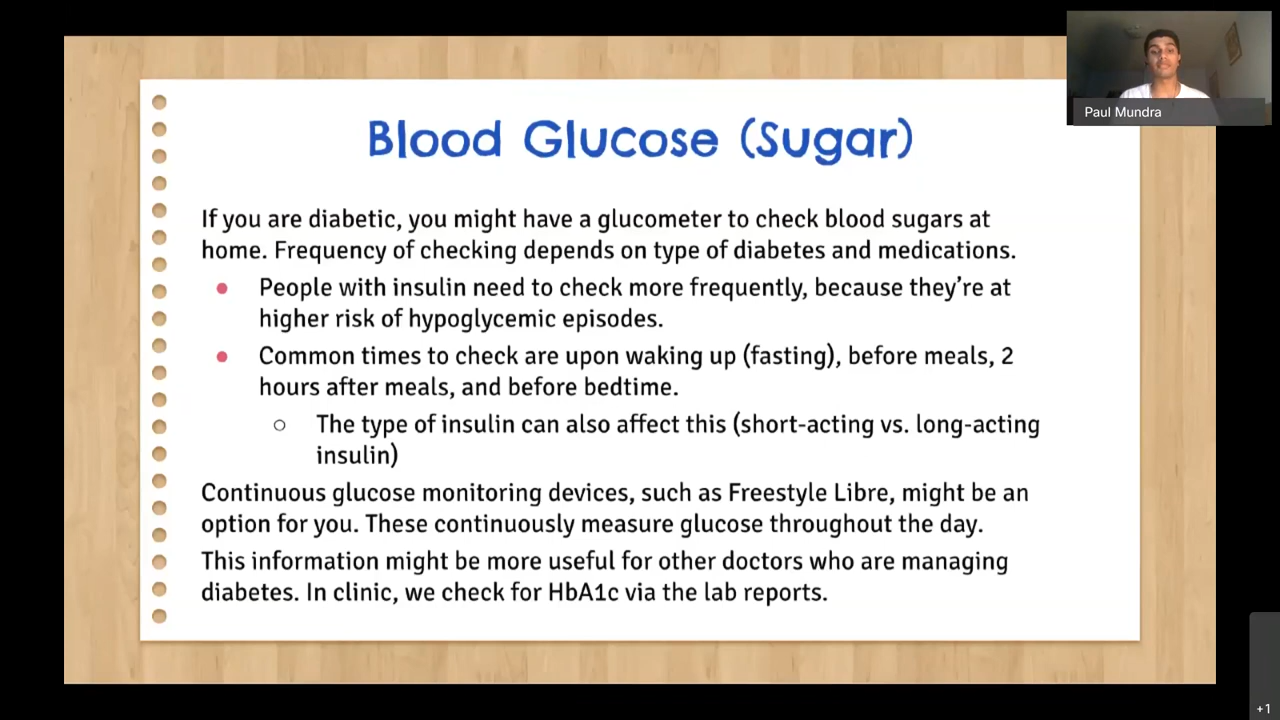 Paul Mundra
Blood Glucose (Sugar)
If you are diabetic, you might have a glucometer to check blood sugars at
home. Frequency of checking depends on type of diabetes and medications.
People with insulin need to check more frequently, because they’re at
higher risk of hypoglycemic episodes.
Common times to check are upon waking up (fasting), before meals, 2
hours after meals, and before bedtime.
The type of insulin can also affect this (short-acting vs. long-acting
insulin)
Continuous glucose monitoring devices, such as Freestyle Libre, might be an
option for you. These continuously measure glucose throughout the day.
This information might be more useful for other doctors who are managing
diabetes. In clinic, we check for HbA1c via the lab reports.
+1